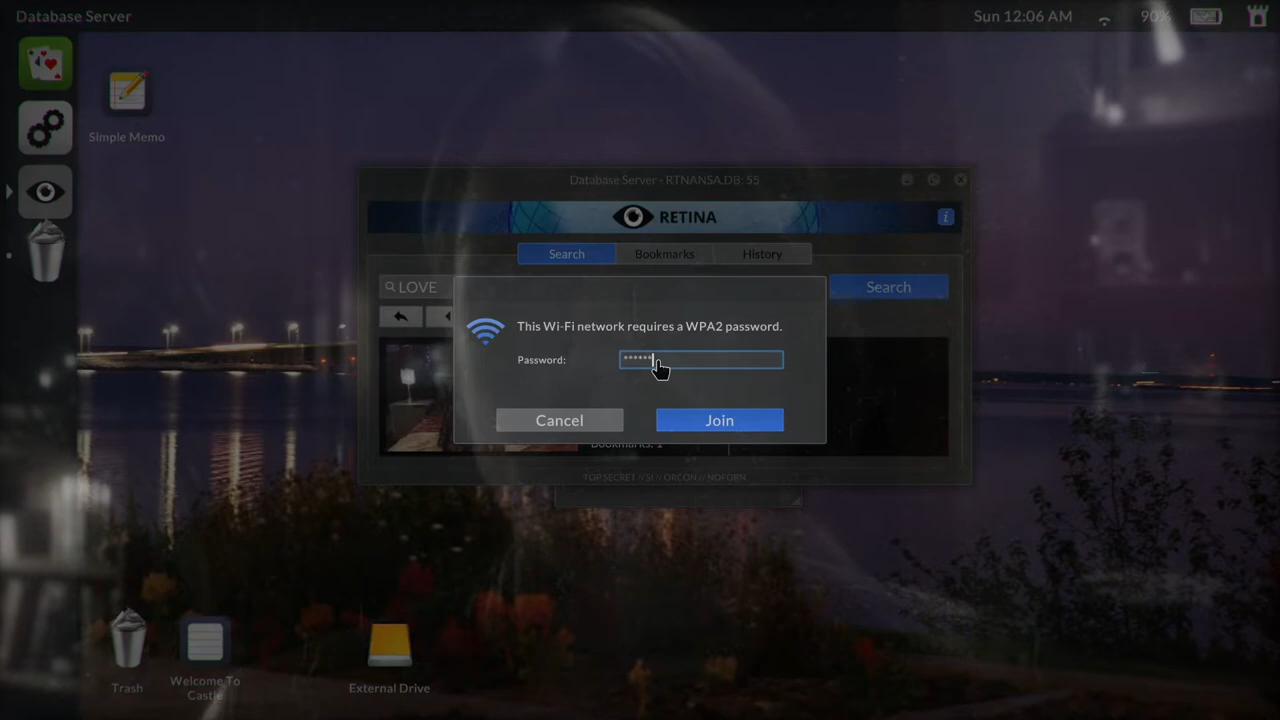 Database Server
Sun 12:06 AM
90%
Simple Memo
Database Server - RTNANSA.DB: 55
RETINA
i
Search
Bookmarks
History
LOVE
Search
This Wi-Fi network requires a WPA2 password.
Password:
******
Cancel
Join
Bookmarks: 1
TOP SECRET // SI // ORCON // NOFORN
Trash
Welcome To
Castle
External Drive